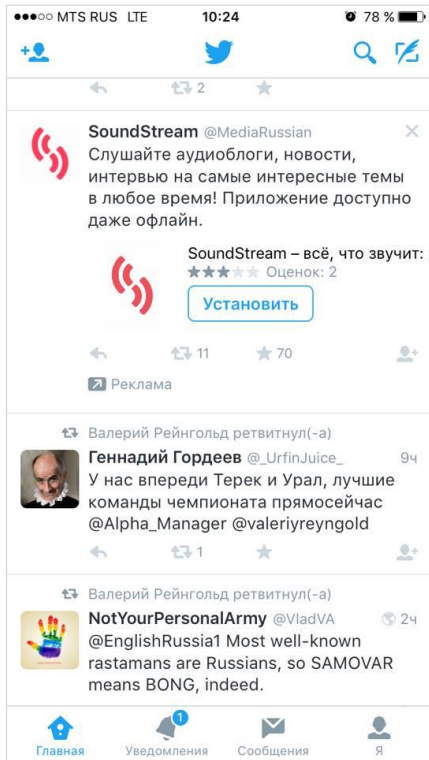 MTS RUS LTE 10:24 78 %
2
SoundStream @MediaRussian
Слушайте аудиоблоги, новости,
интервью на самые интересные темы
в любое время! Приложение доступно
даже офлайн.
SoundStream – всё, что звучит:
Оценок: 2
Установить
11 70
Реклама
Валерий Рейнгольд ретвитнул(-а)
Геннадий Гордеев @_UrfinJuice_ 9ч
У нас впереди Терек и Урал, лучшие
команды чемпионата прямосейчас
@Alpha_Manager @valeriyreyngold
1
Валерий Рейнгольд ретвитнул(-а)
NotYourPersonalArmy @VladVA 2ч
@EnglishRussia1 Most well-known
rastamans are Russians, so SAMOVAR
means BONG, indeed.
1
Главная Уведомления Сообщения Я